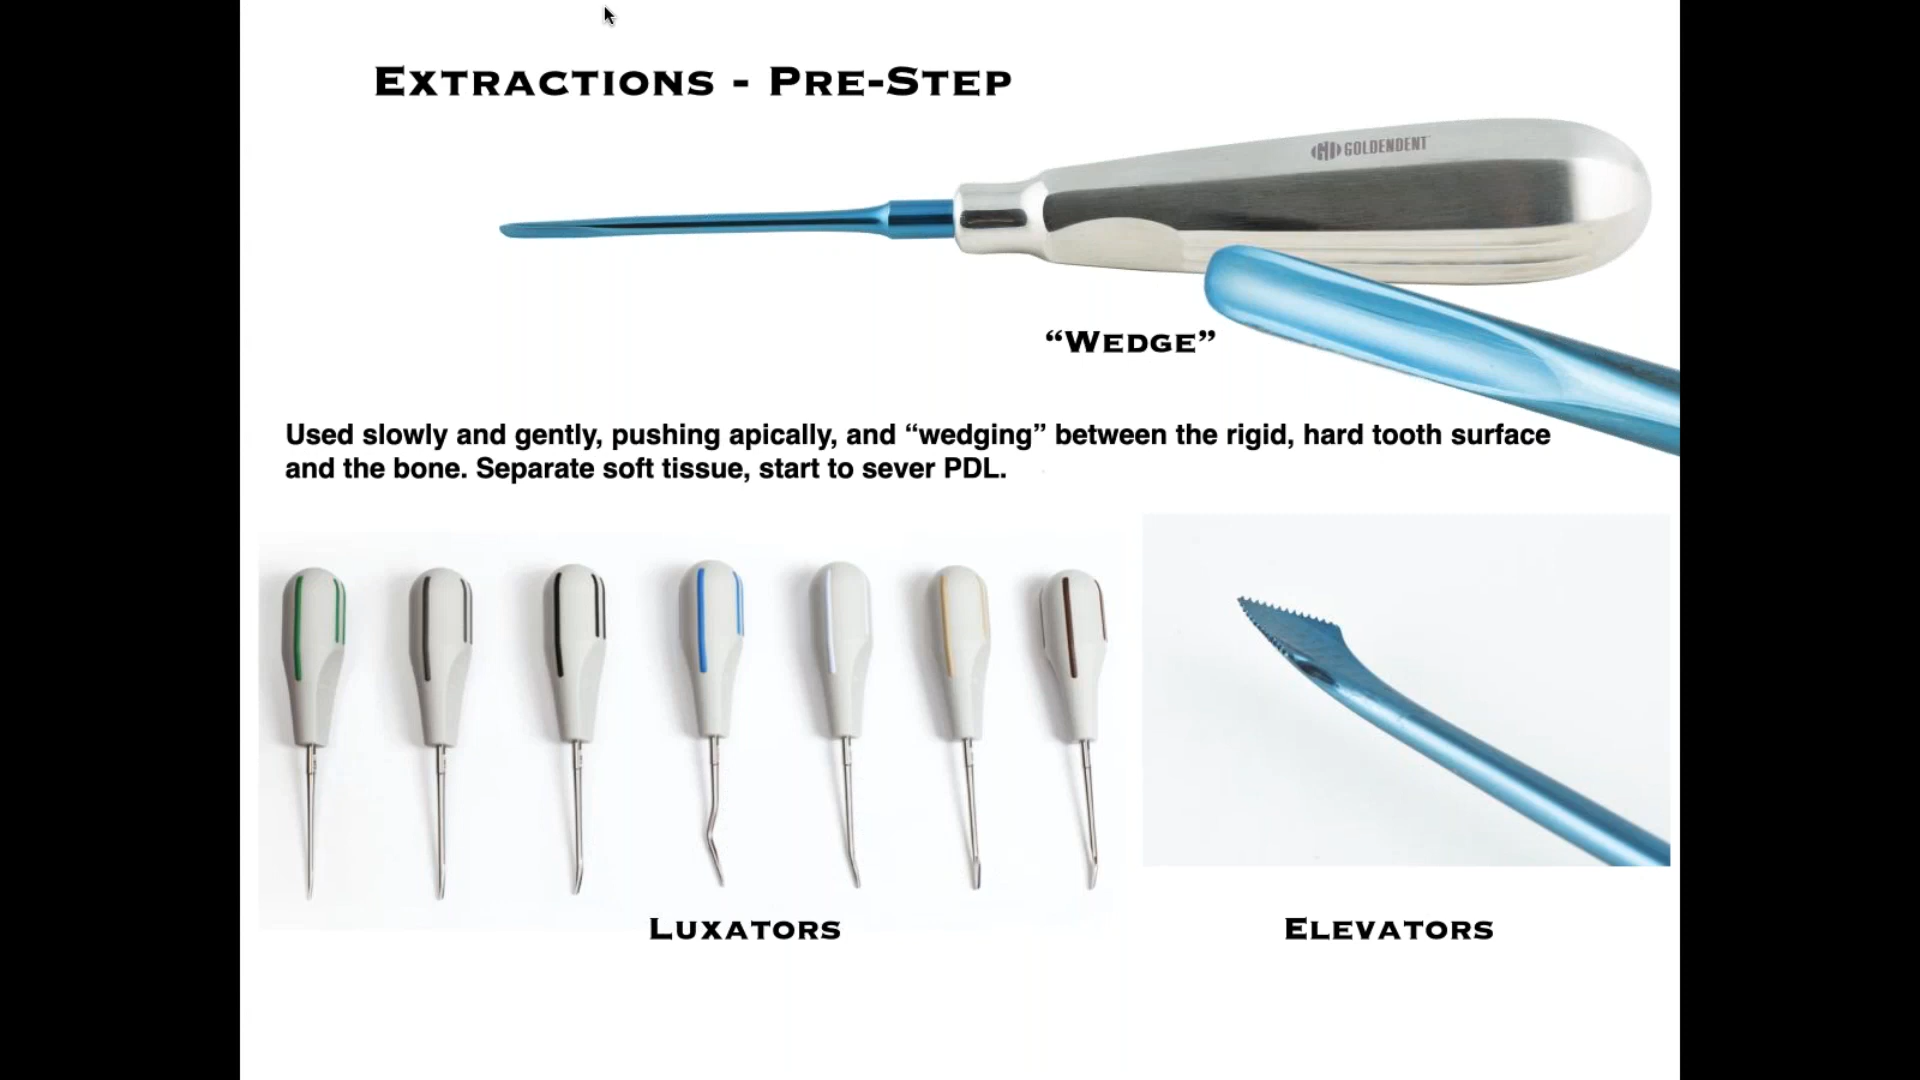 Extractions - Pre-Step
GOLDENDENT
“Wedge”
Used slowly and gently, pushing apically, and “wedging” between the rigid, hard tooth surface
and the bone. Separate soft tissue, start to sever PDL.
Luxators
Elevators